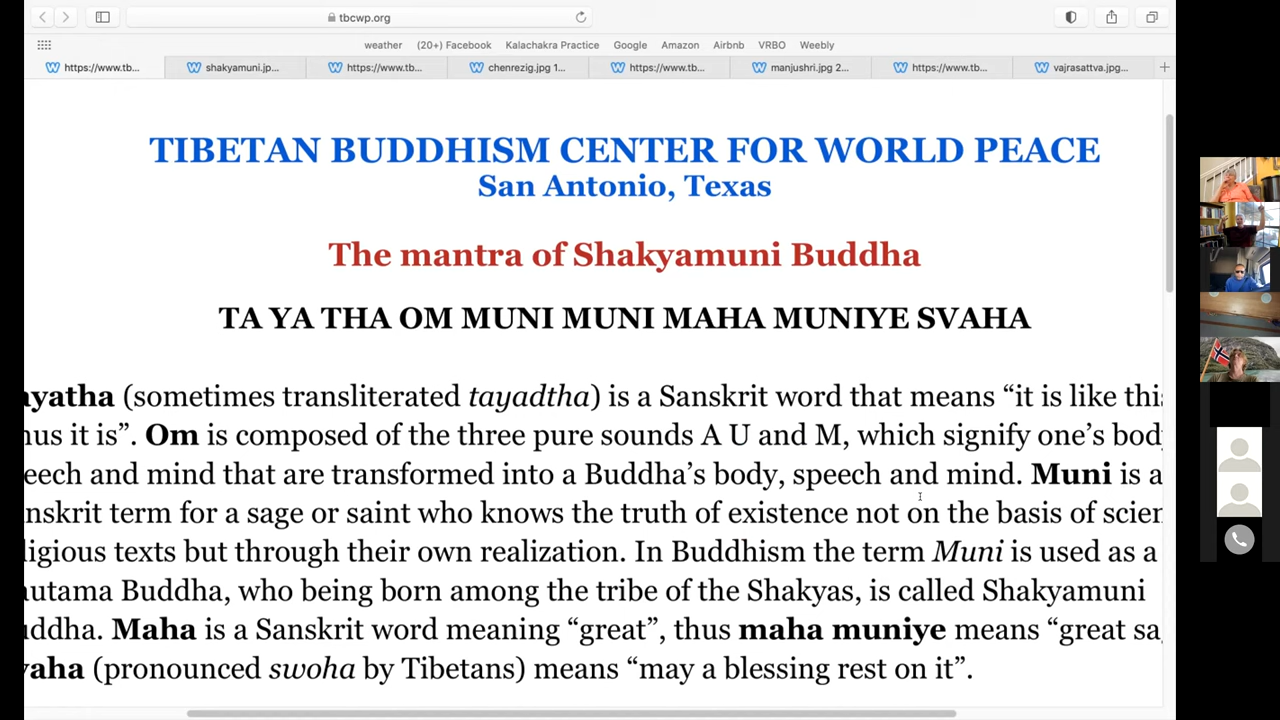 tbcwp.org
weather (20+) Facebook Kalachakra Practice Google Amazon Airbnb VRBO Weebly
https://www.tb... shakyamuni.jp... https://www.tb... chenrezig.jpg 1... https://www.tb... manjushri.jpg 2... https://www.tb... vajrasattva.jpg...
TIBETAN BUDDHISM CENTER FOR WORLD PEACE
San Antonio, Texas
The mantra of Shakyamuni Buddha
TA YA THA OM MUNI MUNI MAHA MUNIYE SVAHA
ayatha (sometimes transliterated tayadtha) is a Sanskrit word that means “it is like this
hus it is”. Om is composed of the three pure sounds A U and M, which signify one’s body
eech and mind that are transformed into a Buddha’s body, speech and mind. Muni is a
nskrit term for a sage or saint who knows the truth of existence not on the basis of scien
ligious texts but through their own realization. In Buddhism the term Muni is used as a
utama Buddha, who being born among the tribe of the Shakyas, is called Shakyamuni
uddha. Maha is a Sanskrit word meaning “great”, thus maha muniye means “great sa
vaha (pronounced swoha by Tibetans) means “may a blessing rest on it”.